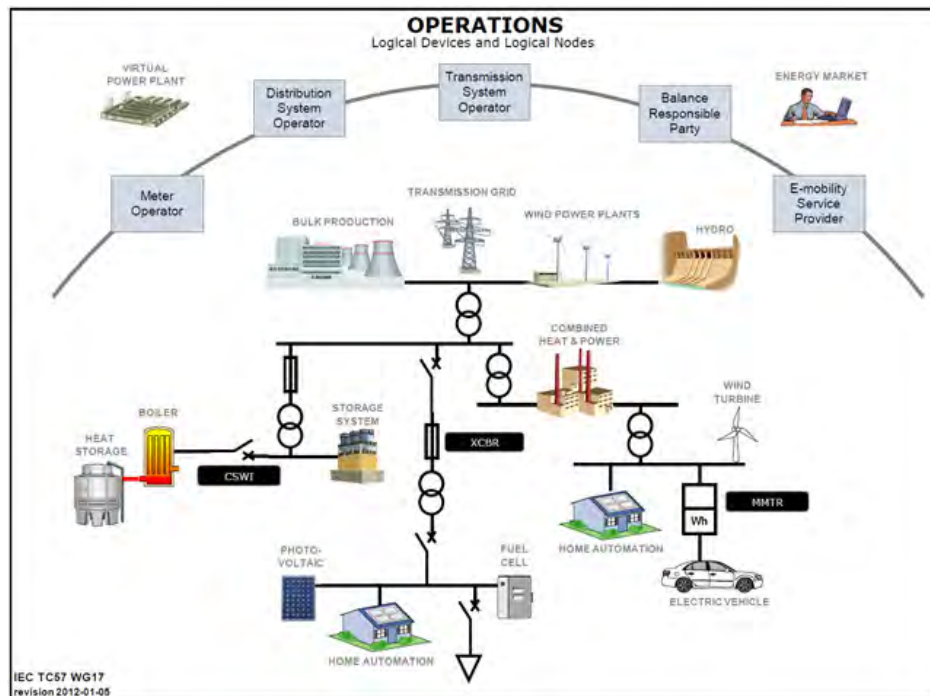 OPERATIONS
Logical Devices and Logical Nodes
VIRTUAL
POWER PLANT
Distribution
System
Operator
Transmission
System
Operator
Balance
Responsible
Party
ENERGY MARKET
Meter
Operator
E-mobility
Service
Provider
TRANSMISSION GRID
BULK PRODUCTION
WIND POWER PLANTS
HYDRO
COMBINED
HEAT & POWER
WIND
TURBINE
BOILER
STORAGE
SYSTEM
HEAT
STORAGE
XCBR
CSWI
MMTR
Wh
HOME AUTOMATION
PHOTO-
VOLTAIC
FUEL
CELL
ELECTRIC VEHICLE
HOME AUTOMATION
IEC TC57 WG17
revision 2012-01-05